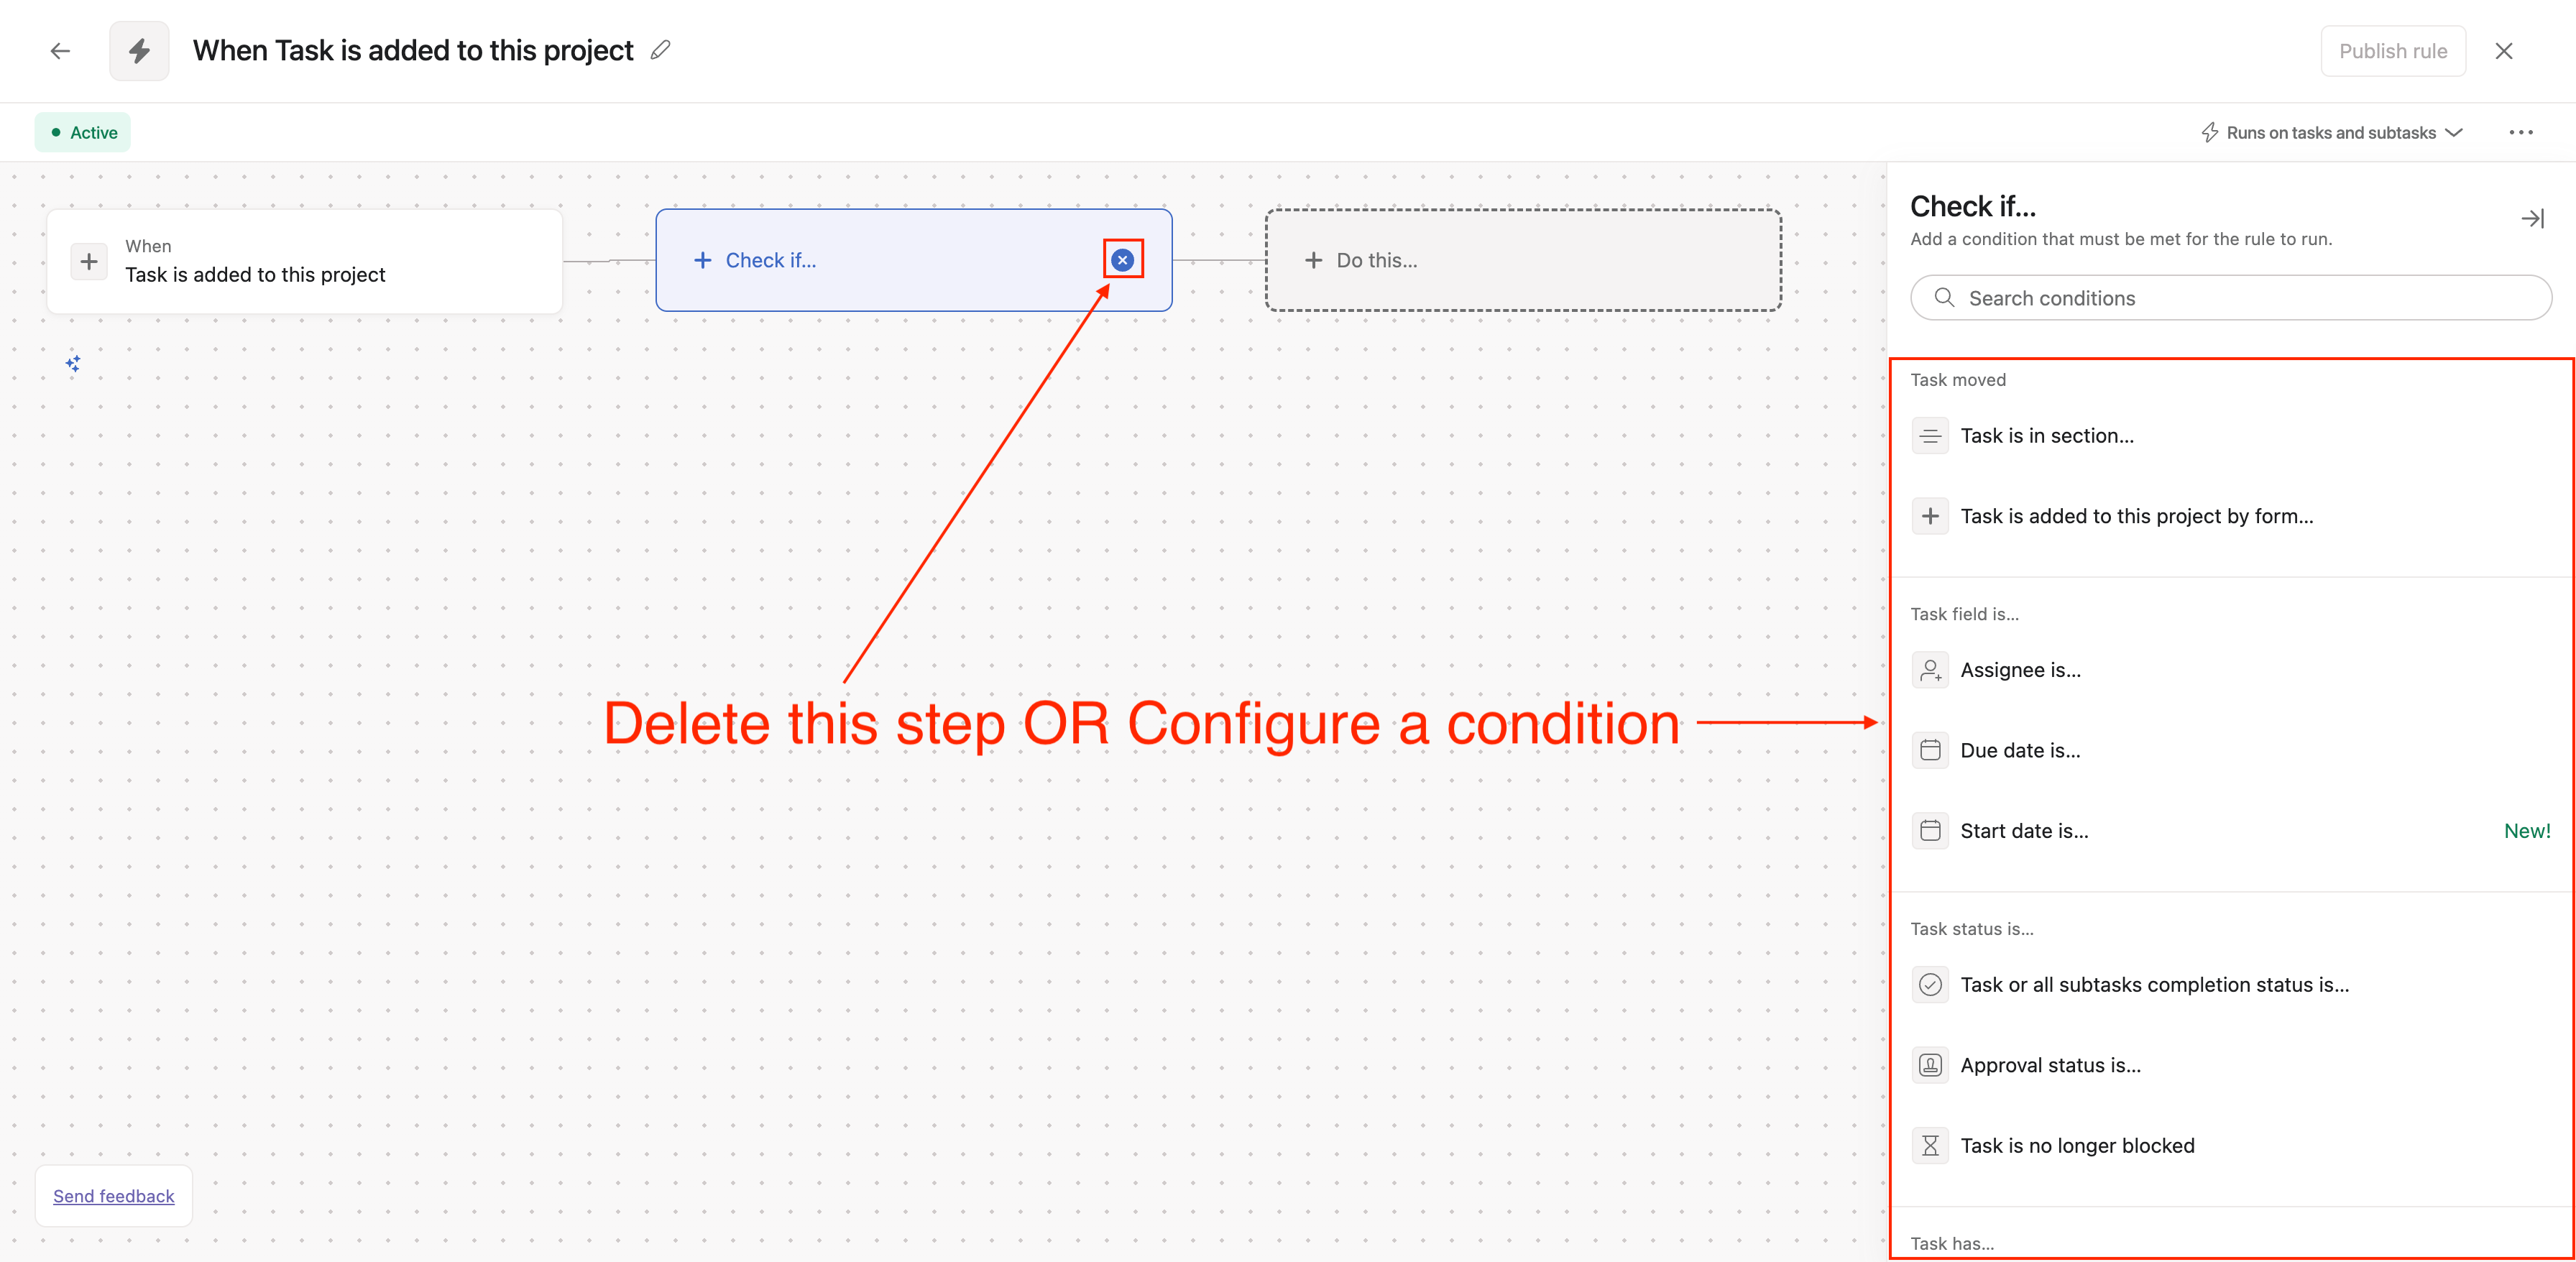 When Task is added to this project
Publish rule
Active
Runs on tasks and subtasks
When
Task is added to this project
Check if...
Do this...
Delete this step OR Configure a condition
Send feedback
Check if...
Add a condition that must be met for the rule to run.
Search conditions
Task moved
Task is in section...
Task is added to this project by form...
Task field is...
Assignee is...
Due date is...
Start date is...
New!
Task status is...
Task or all subtasks completion status is...
Approval status is...
Task is no longer blocked
Task has...